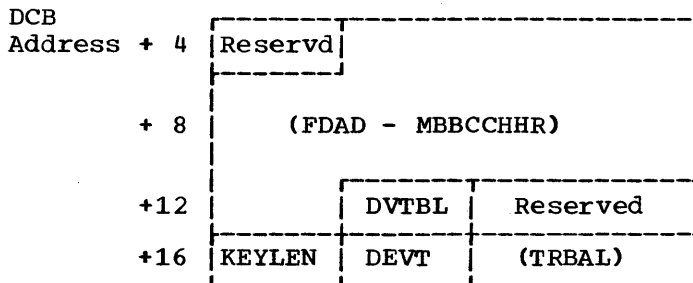 DCB
Address + 4 Reservd
+ 8 (FDAD - MBBCCHHR)
+12 DVTBL Reserved
+16 KEYLEN DEVT (TRBAL)